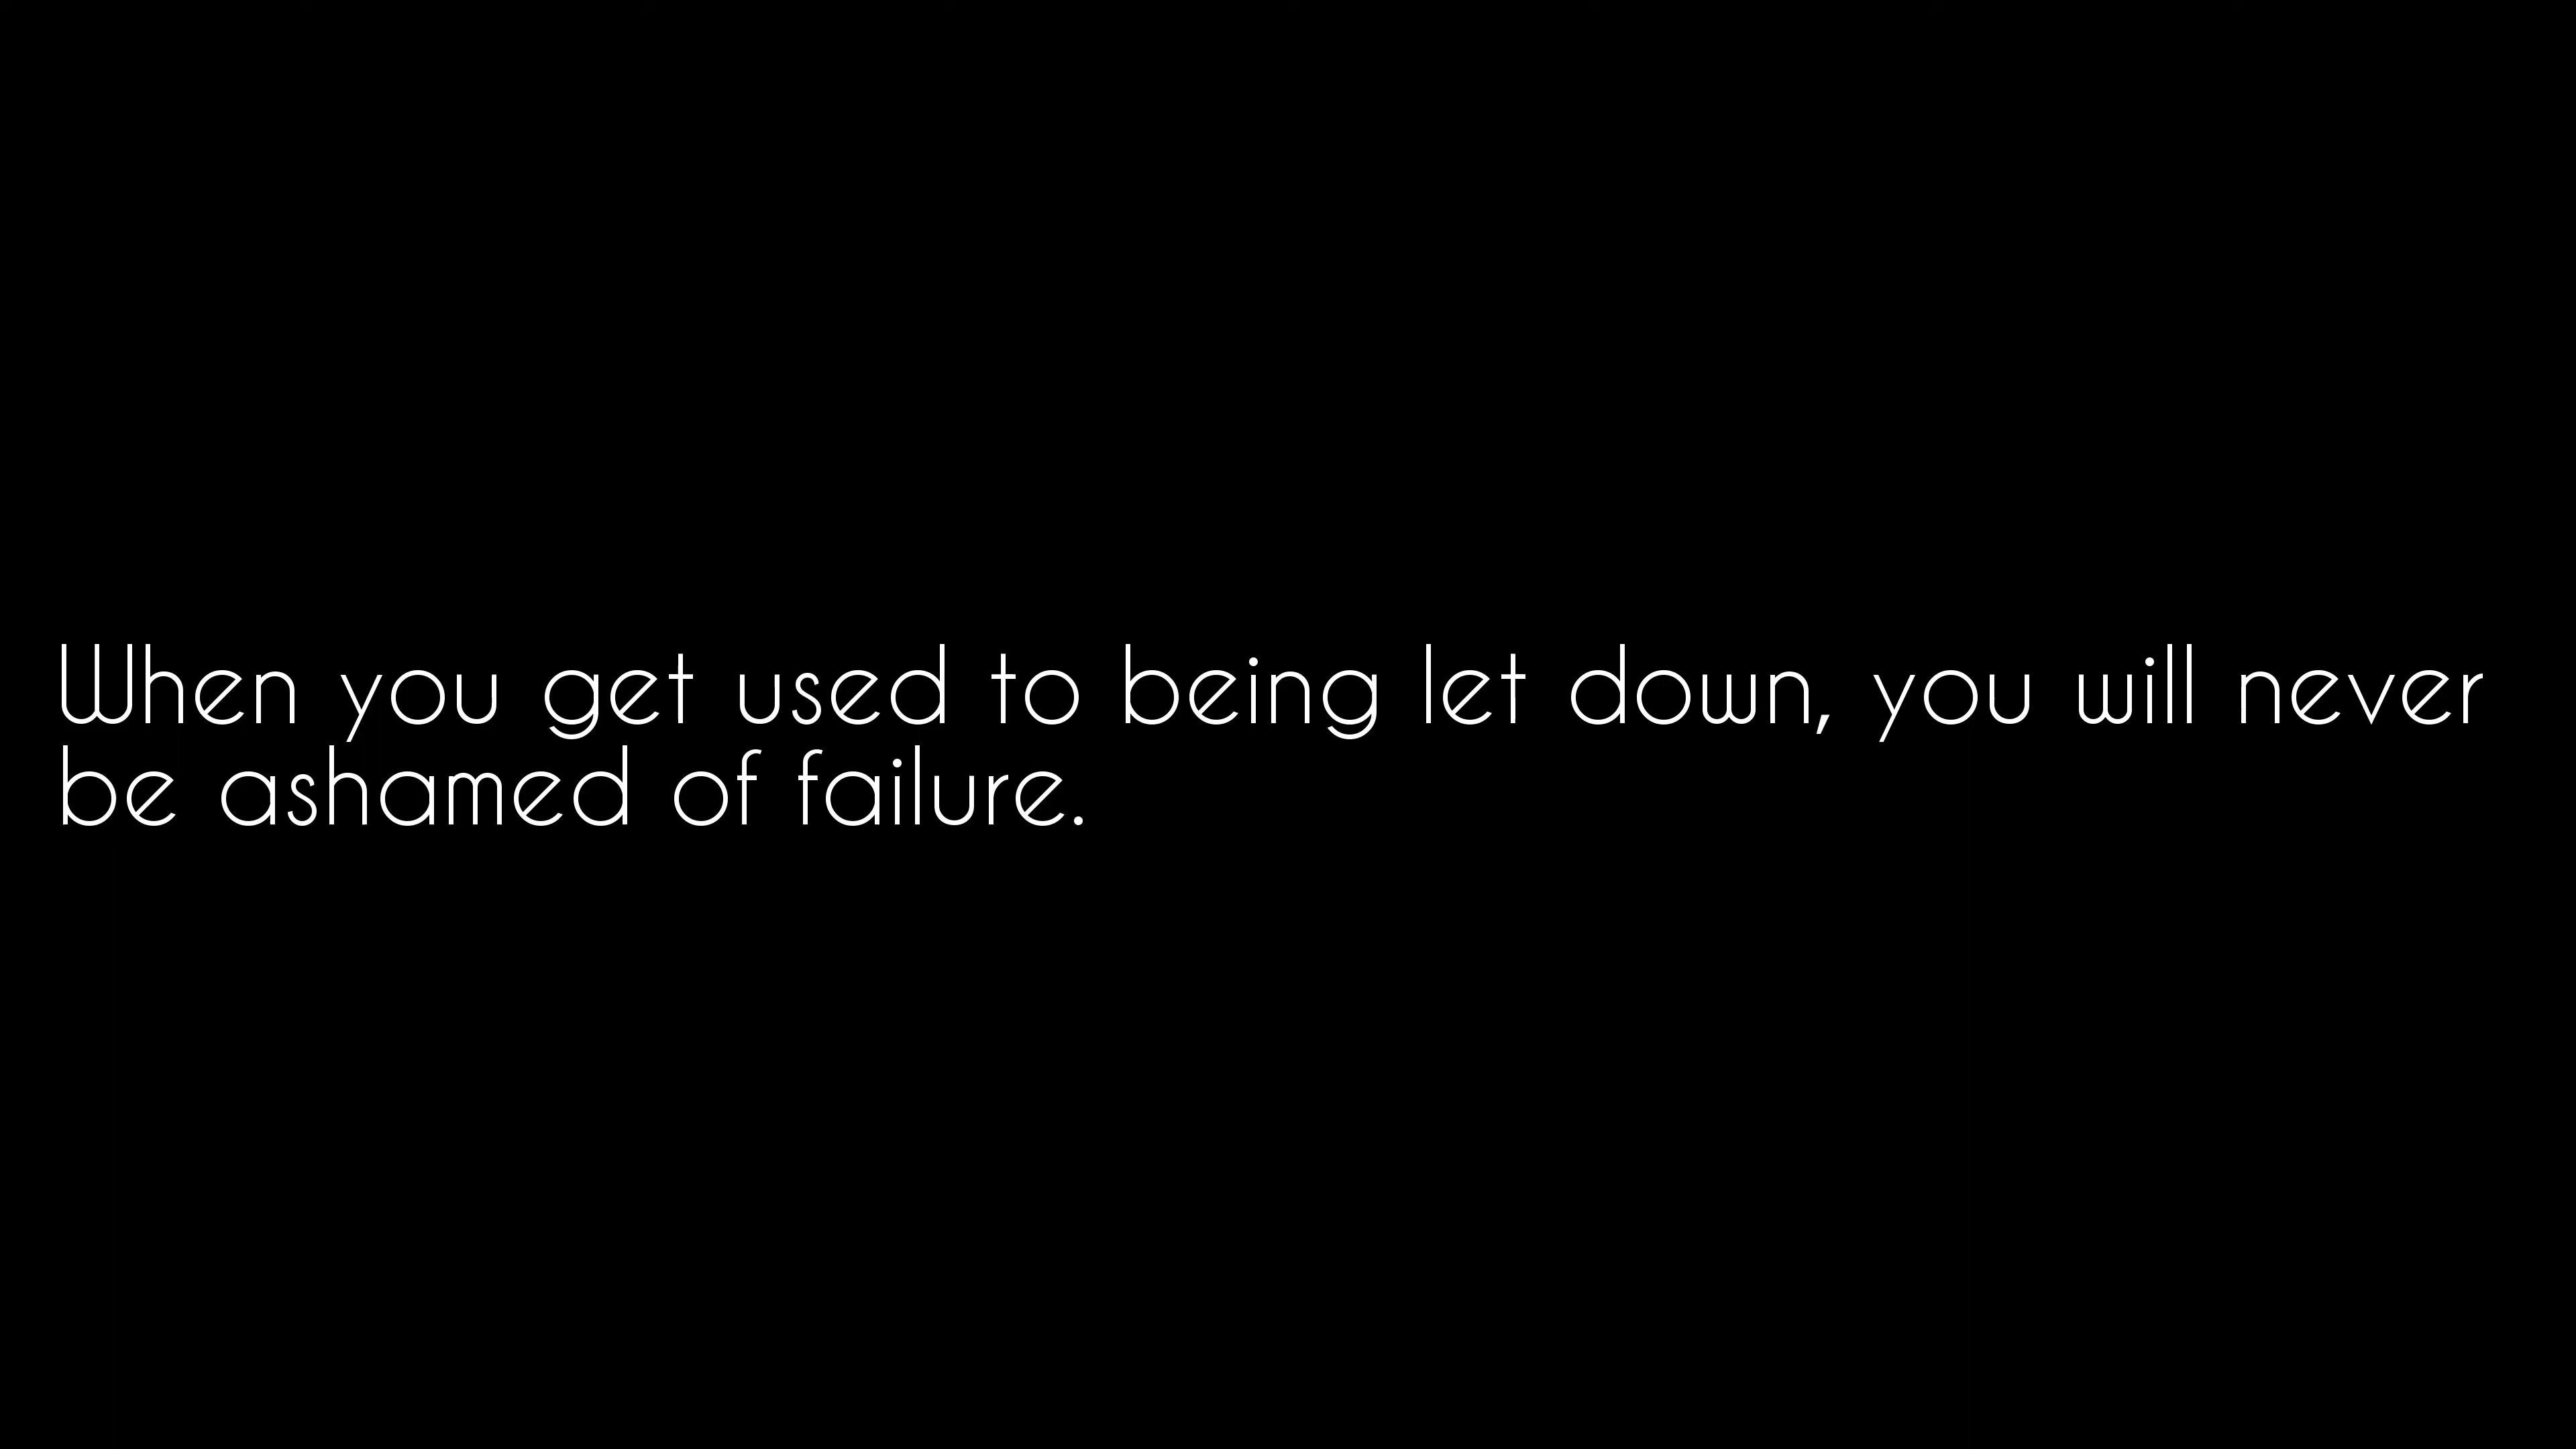 When you get used to being let down, you will never
be ashamed of failure.